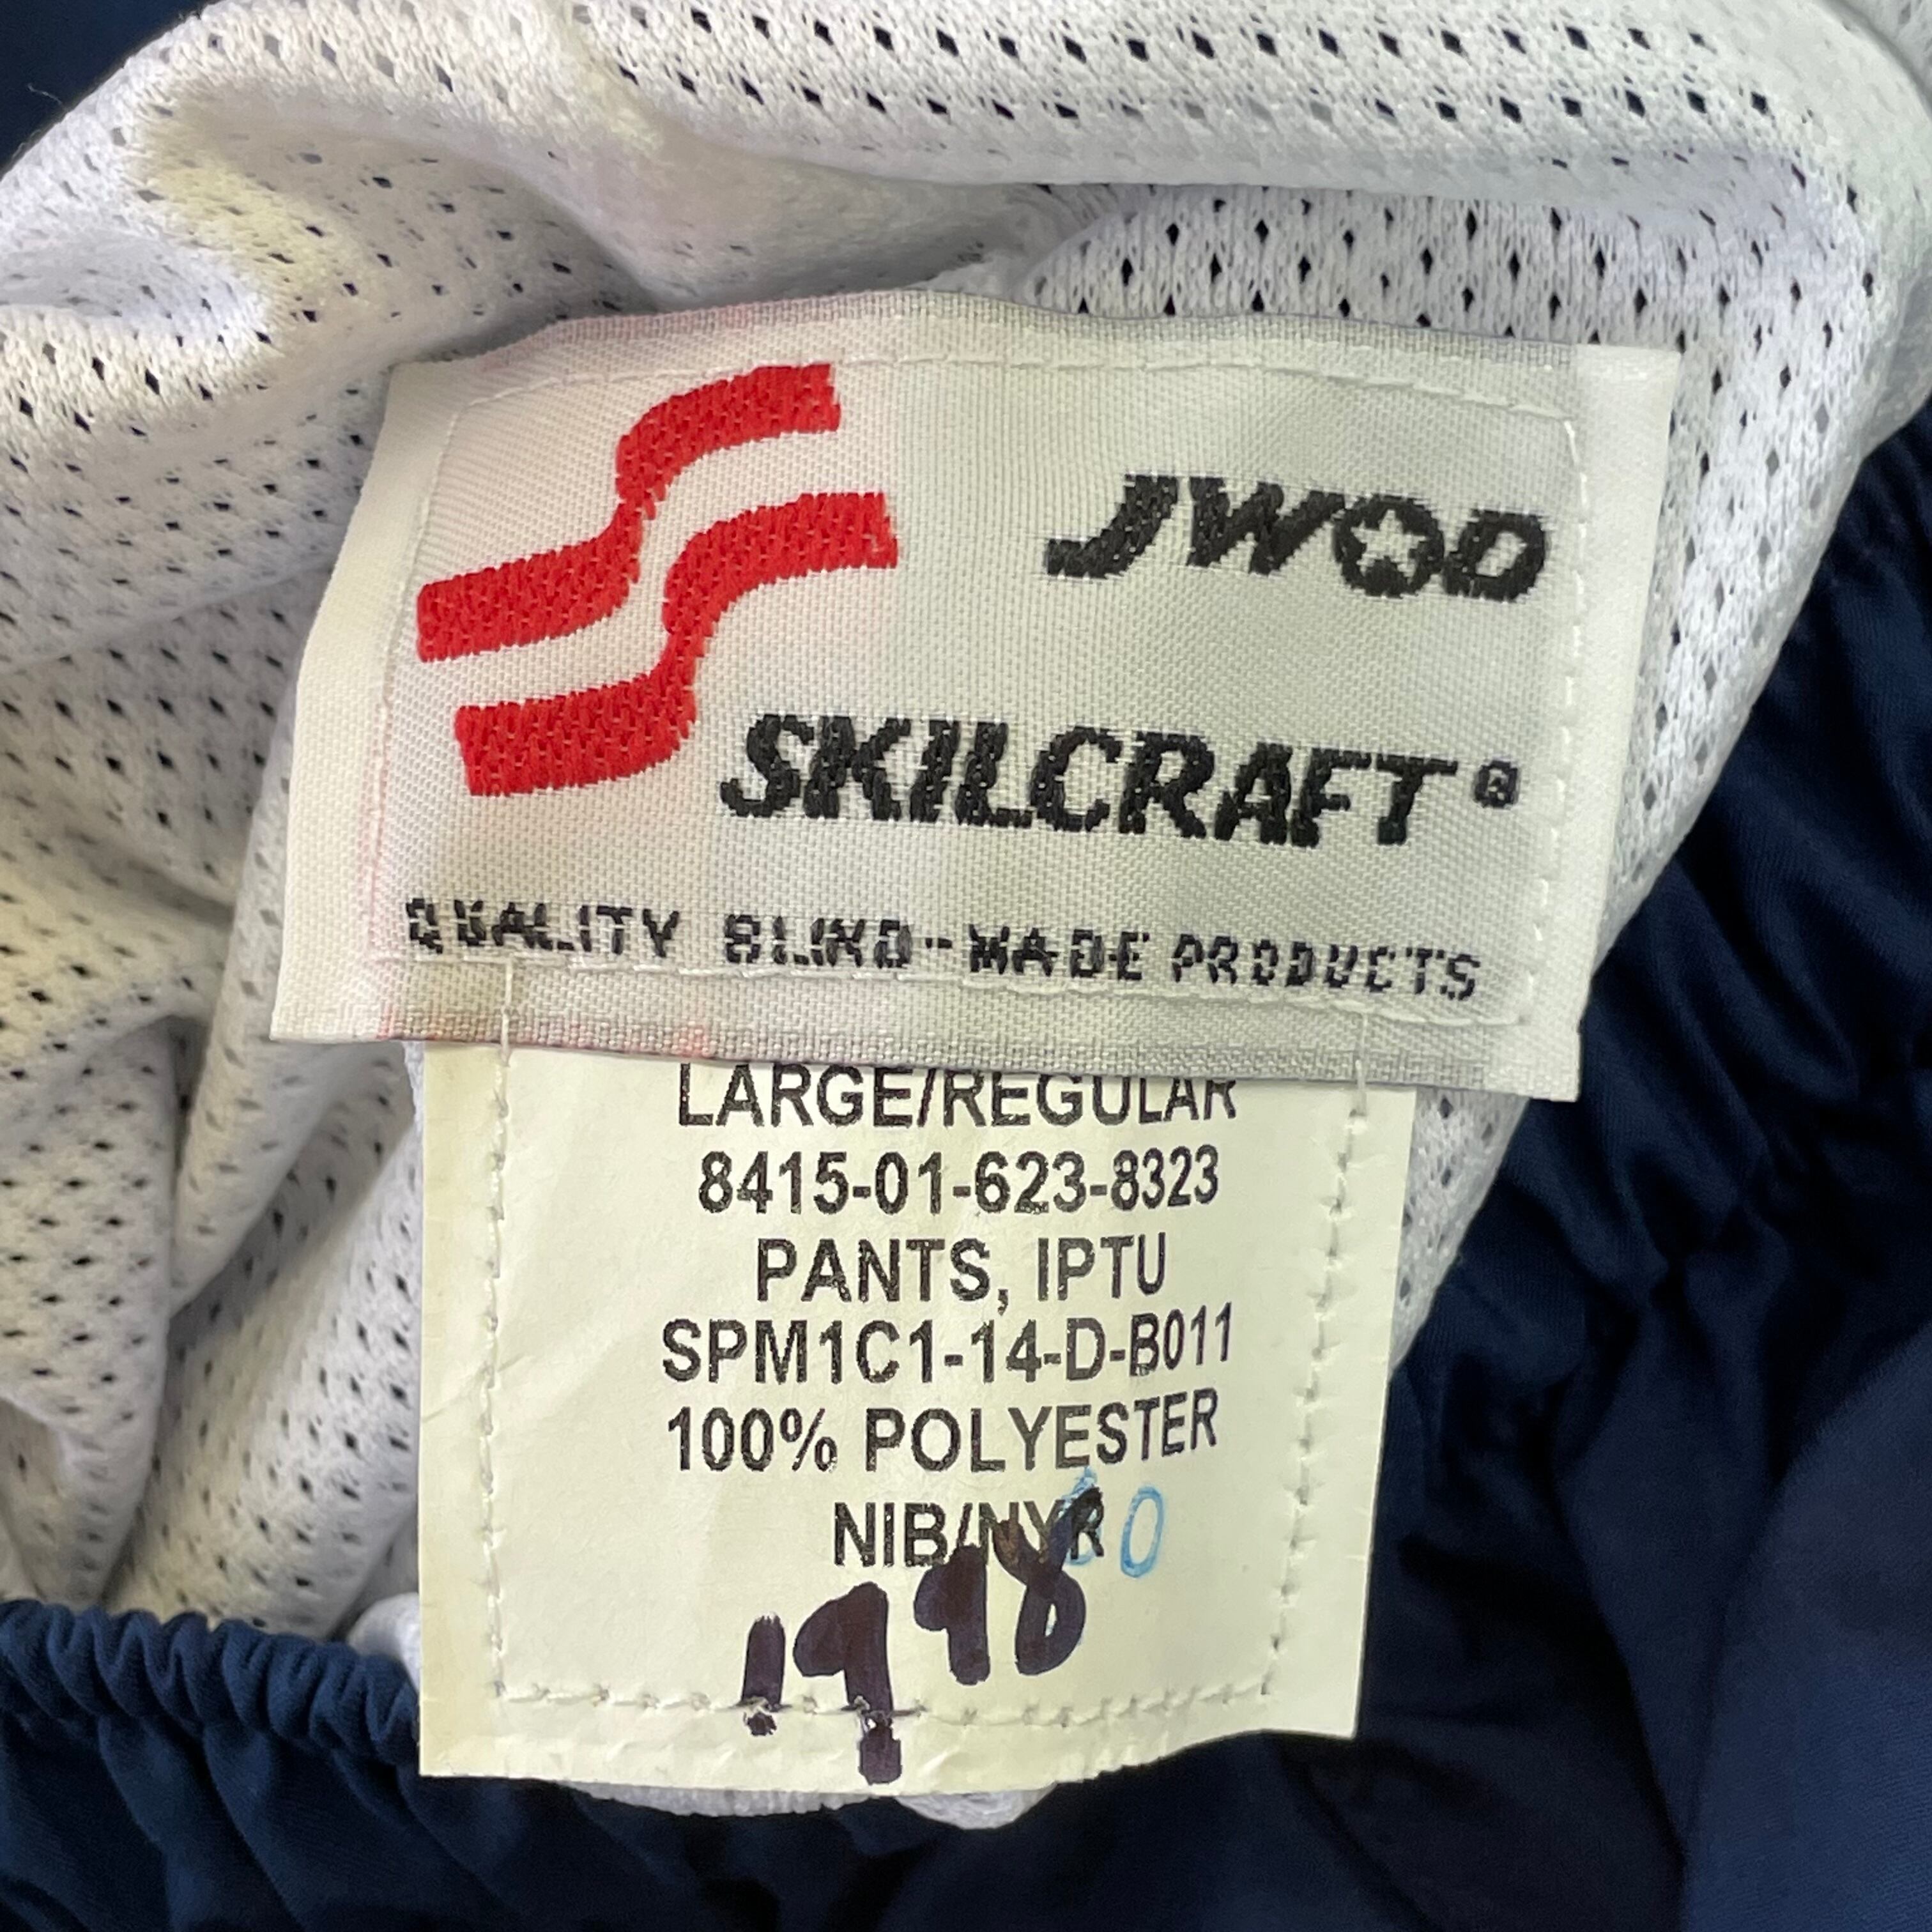 JWOD
SKILCRAFT®
QUALITY BLIND-MADE PRODUCTS
LARGE/REGULAR
8415-01-623-8323
PANTS, IPTU
SPM1C1-14-D-B011
100% POLYESTER
NIB/NYR
1998